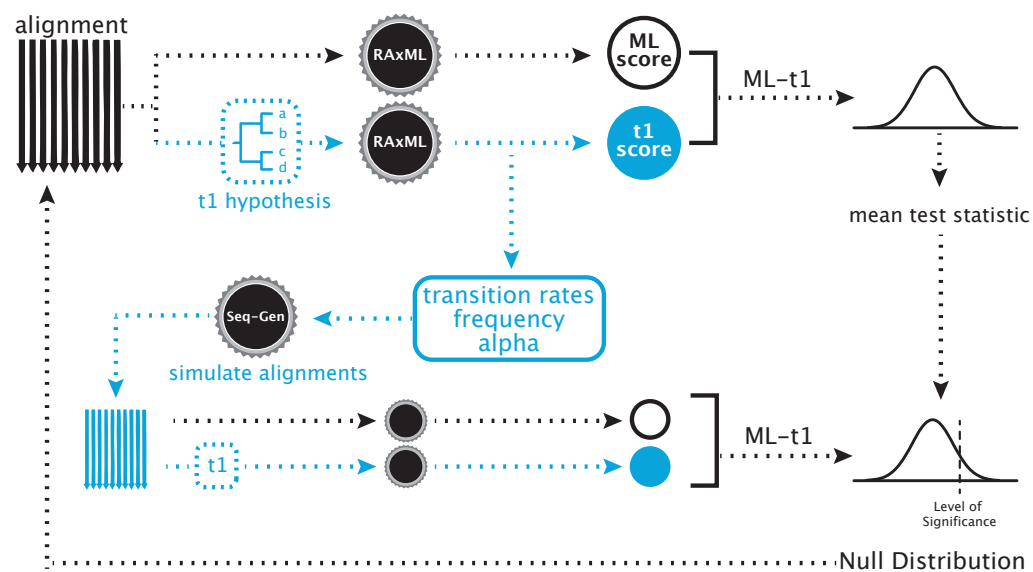 alignment
RAxML
ML
score
ML-t1
a
b
c
d
RAxML
t1
score
t1 hypothesis
mean test statistic
transition rates
frequency
alpha
Seq-Gen
simulate alignments
t1
ML-t1
Level of
Significance
Null Distribution